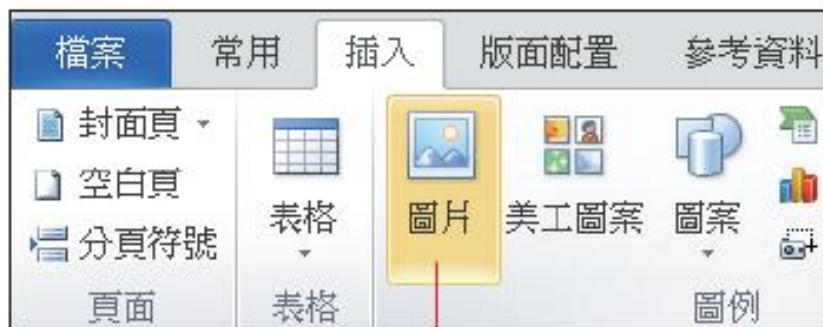 檔案 常用 插入 版面配置 參考資料
封面頁
空白頁
分頁符號
頁面
表格
表格
圖片
美工圖案
圖案
圖例